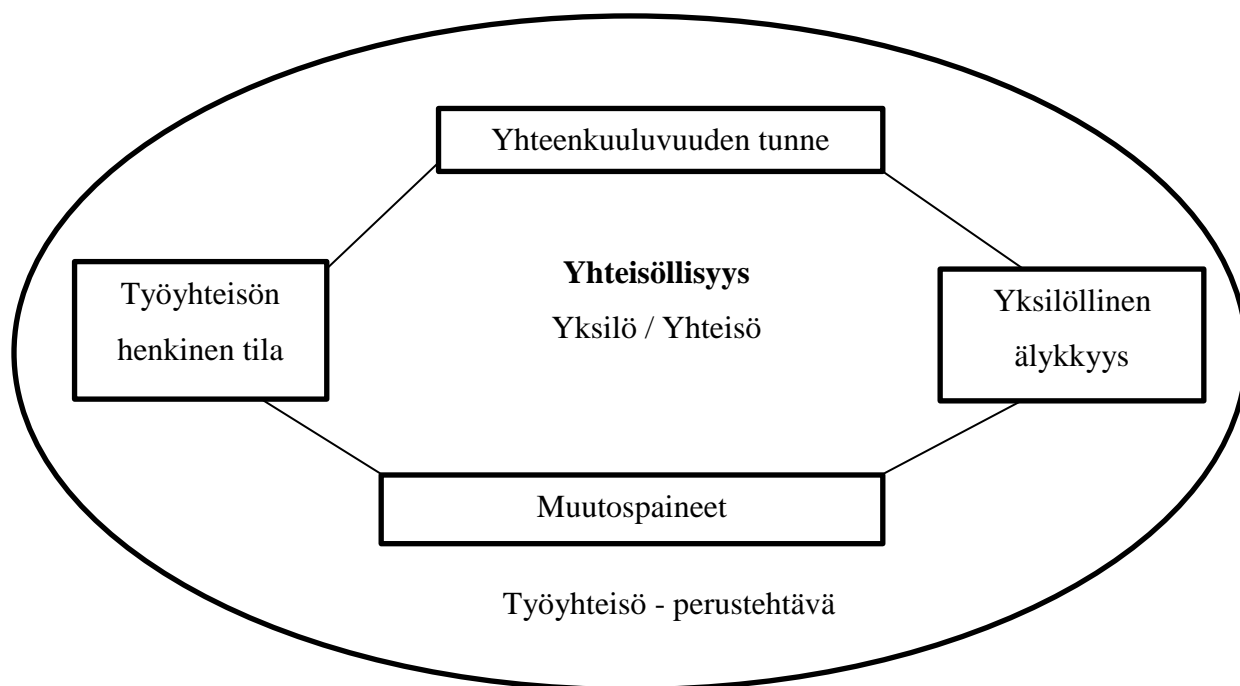 Yhteenkuuluvuuden tunne
Työyhteisön
henkinen tila
Yhteisöllisyys
Yksilö / Yhteisö
Yksilöllinen
älykkyys
Muutospaineet
Työyhteisö - perustehtävä